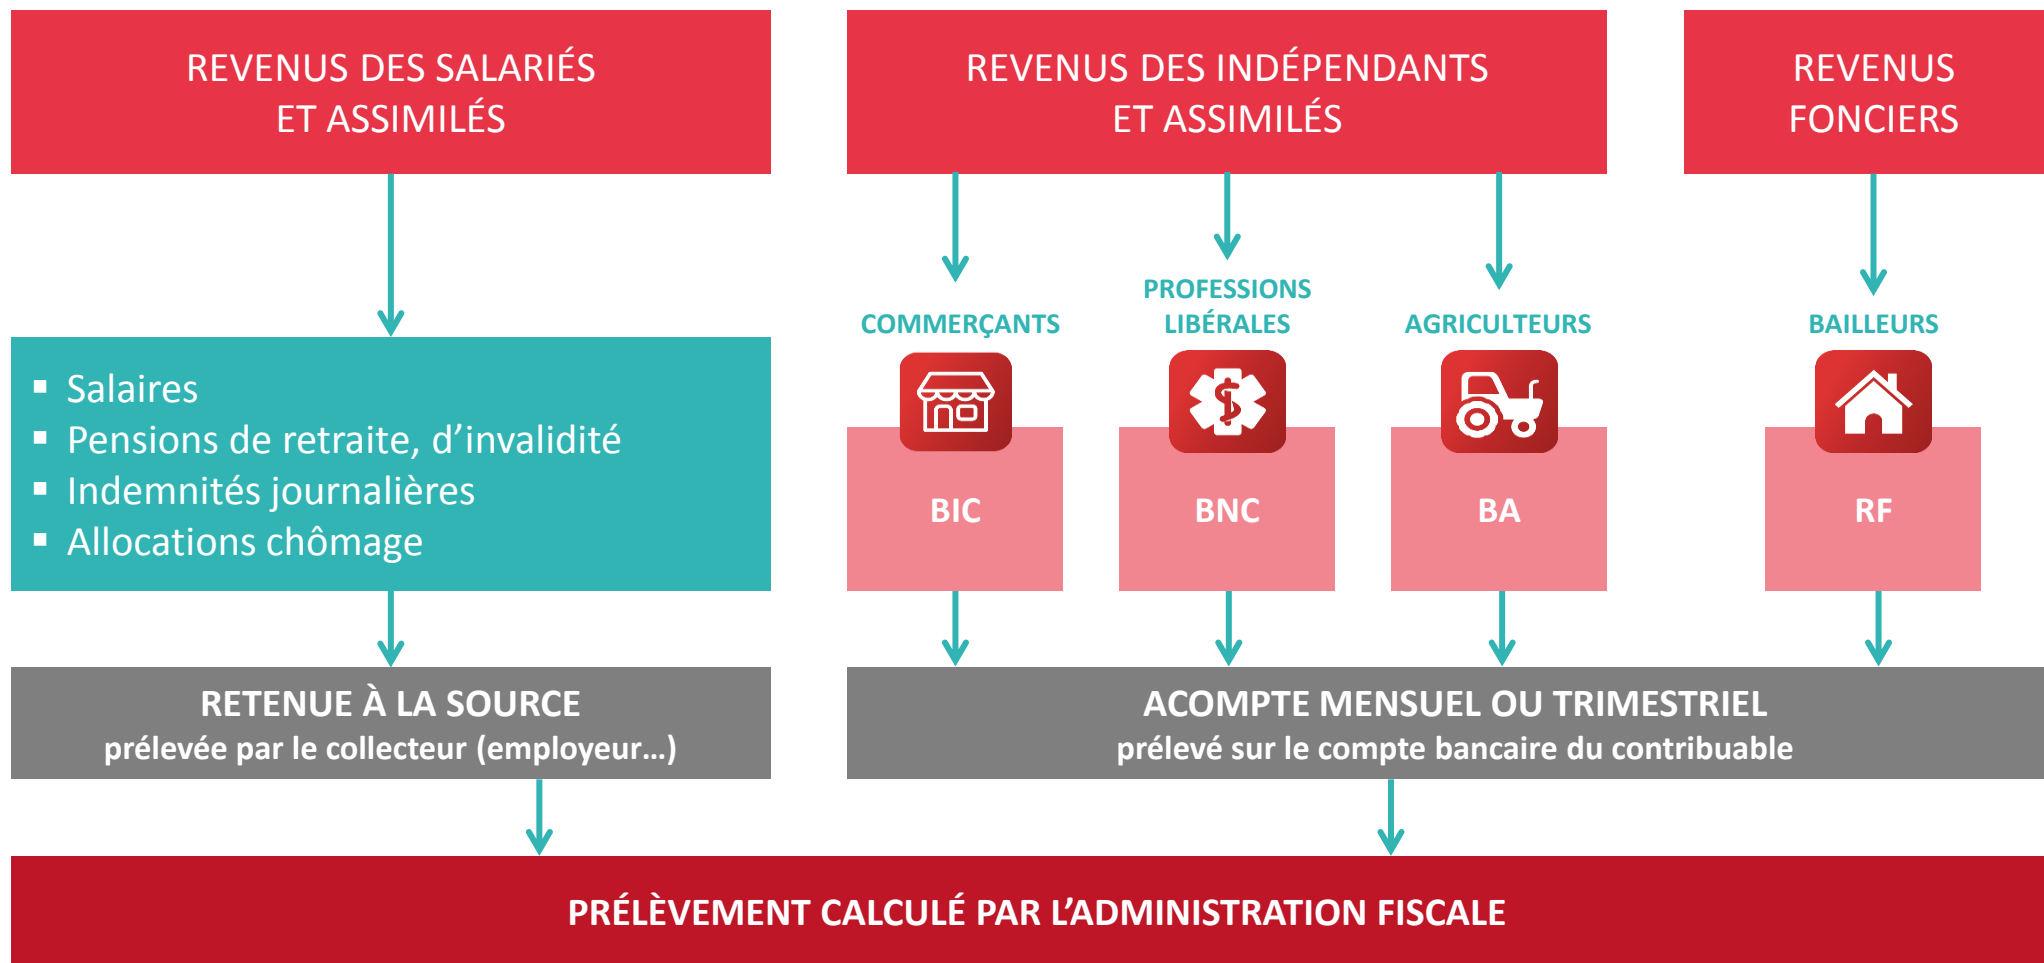 REVENUS DES SALARIÉS
ET ASSIMILÉS
REVENUS DES INDÉPENDANTS
ET ASSIMILÉS
REVENUS
FONCIERS
COMMERÇANTS
PROFESSIONS
LIBÉRALES
AGRICULTEURS
BAILLEURS
▪ Salaires
▪ Pensions de retraite, d’invalidité
▪ Indemnités journalières
▪ Allocations chômage
BIC
BNC
BA
RF
RETENUE À LA SOURCE
prélevée par le collecteur (employeur…)
ACOMPTE MENSUEL OU TRIMESTRIEL
prélevé sur le compte bancaire du contribuable
PRÉLÈVEMENT CALCULÉ PAR L’ADMINISTRATION FISCALE